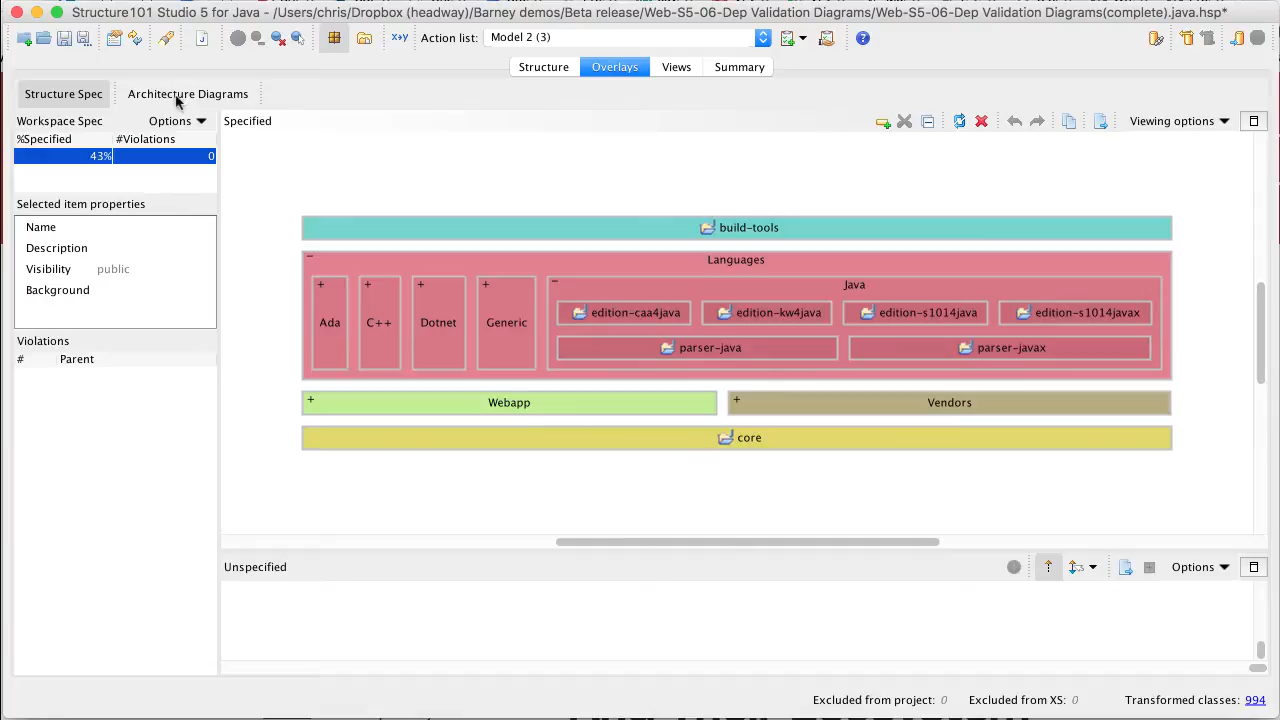 Structure101 Studio 5 for Java - /Users/chris/Dropbox (headway)/Barney demos/Beta release/Web-S5-06-Dep Validation Diagrams/Web-S5-06-Dep Validation Diagrams(complete).java.hsp*
x+y Action list: Model 2 (3) ?
Structure Overlays Views Summary
Structure Spec Architecture Diagrams
Workspace Spec Options Specified Viewing options
%Specified #Violations
43% 0
Selected item properties
Name
Description
Visibility public
Background
Violations
# Parent
build-tools
− Languages
+ + + + − Java
Ada C++ Dotnet Generic
edition-caa4java edition-kw4java edition-s1014java edition-s1014javax
parser-java parser-javax
+ Webapp + Vendors
core
Unspecified Options
Excluded from project: 0 Excluded from XS: 0 Transformed classes: 994